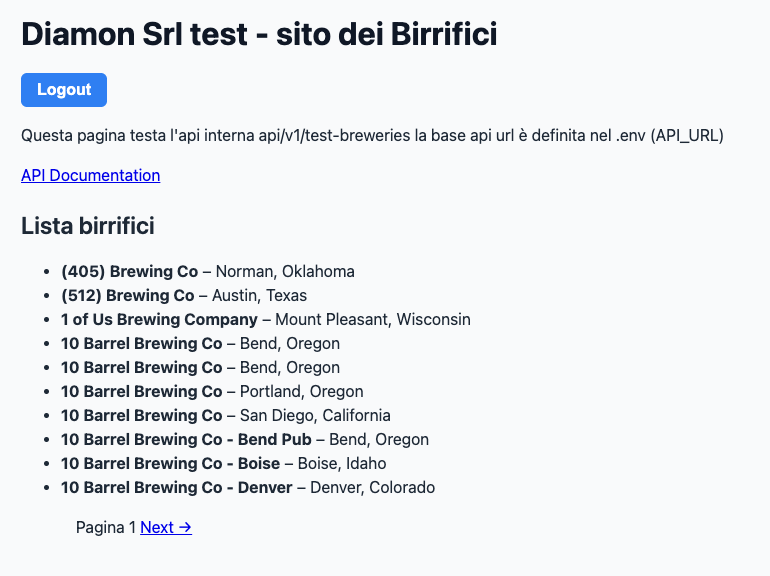 Diamon Srl test - sito dei Birrifici
Logout
Questa pagina testa l'api interna api/v1/test-breweries la base api url è definita nel .env (API_URL)
API Documentation
Lista birrifici
(405) Brewing Co – Norman, Oklahoma
(512) Brewing Co – Austin, Texas
1 of Us Brewing Company – Mount Pleasant, Wisconsin
10 Barrel Brewing Co – Bend, Oregon
10 Barrel Brewing Co – Bend, Oregon
10 Barrel Brewing Co – Portland, Oregon
10 Barrel Brewing Co – San Diego, California
10 Barrel Brewing Co - Bend Pub – Bend, Oregon
10 Barrel Brewing Co - Boise – Boise, Idaho
10 Barrel Brewing Co - Denver – Denver, Colorado
Pagina 1 Next →